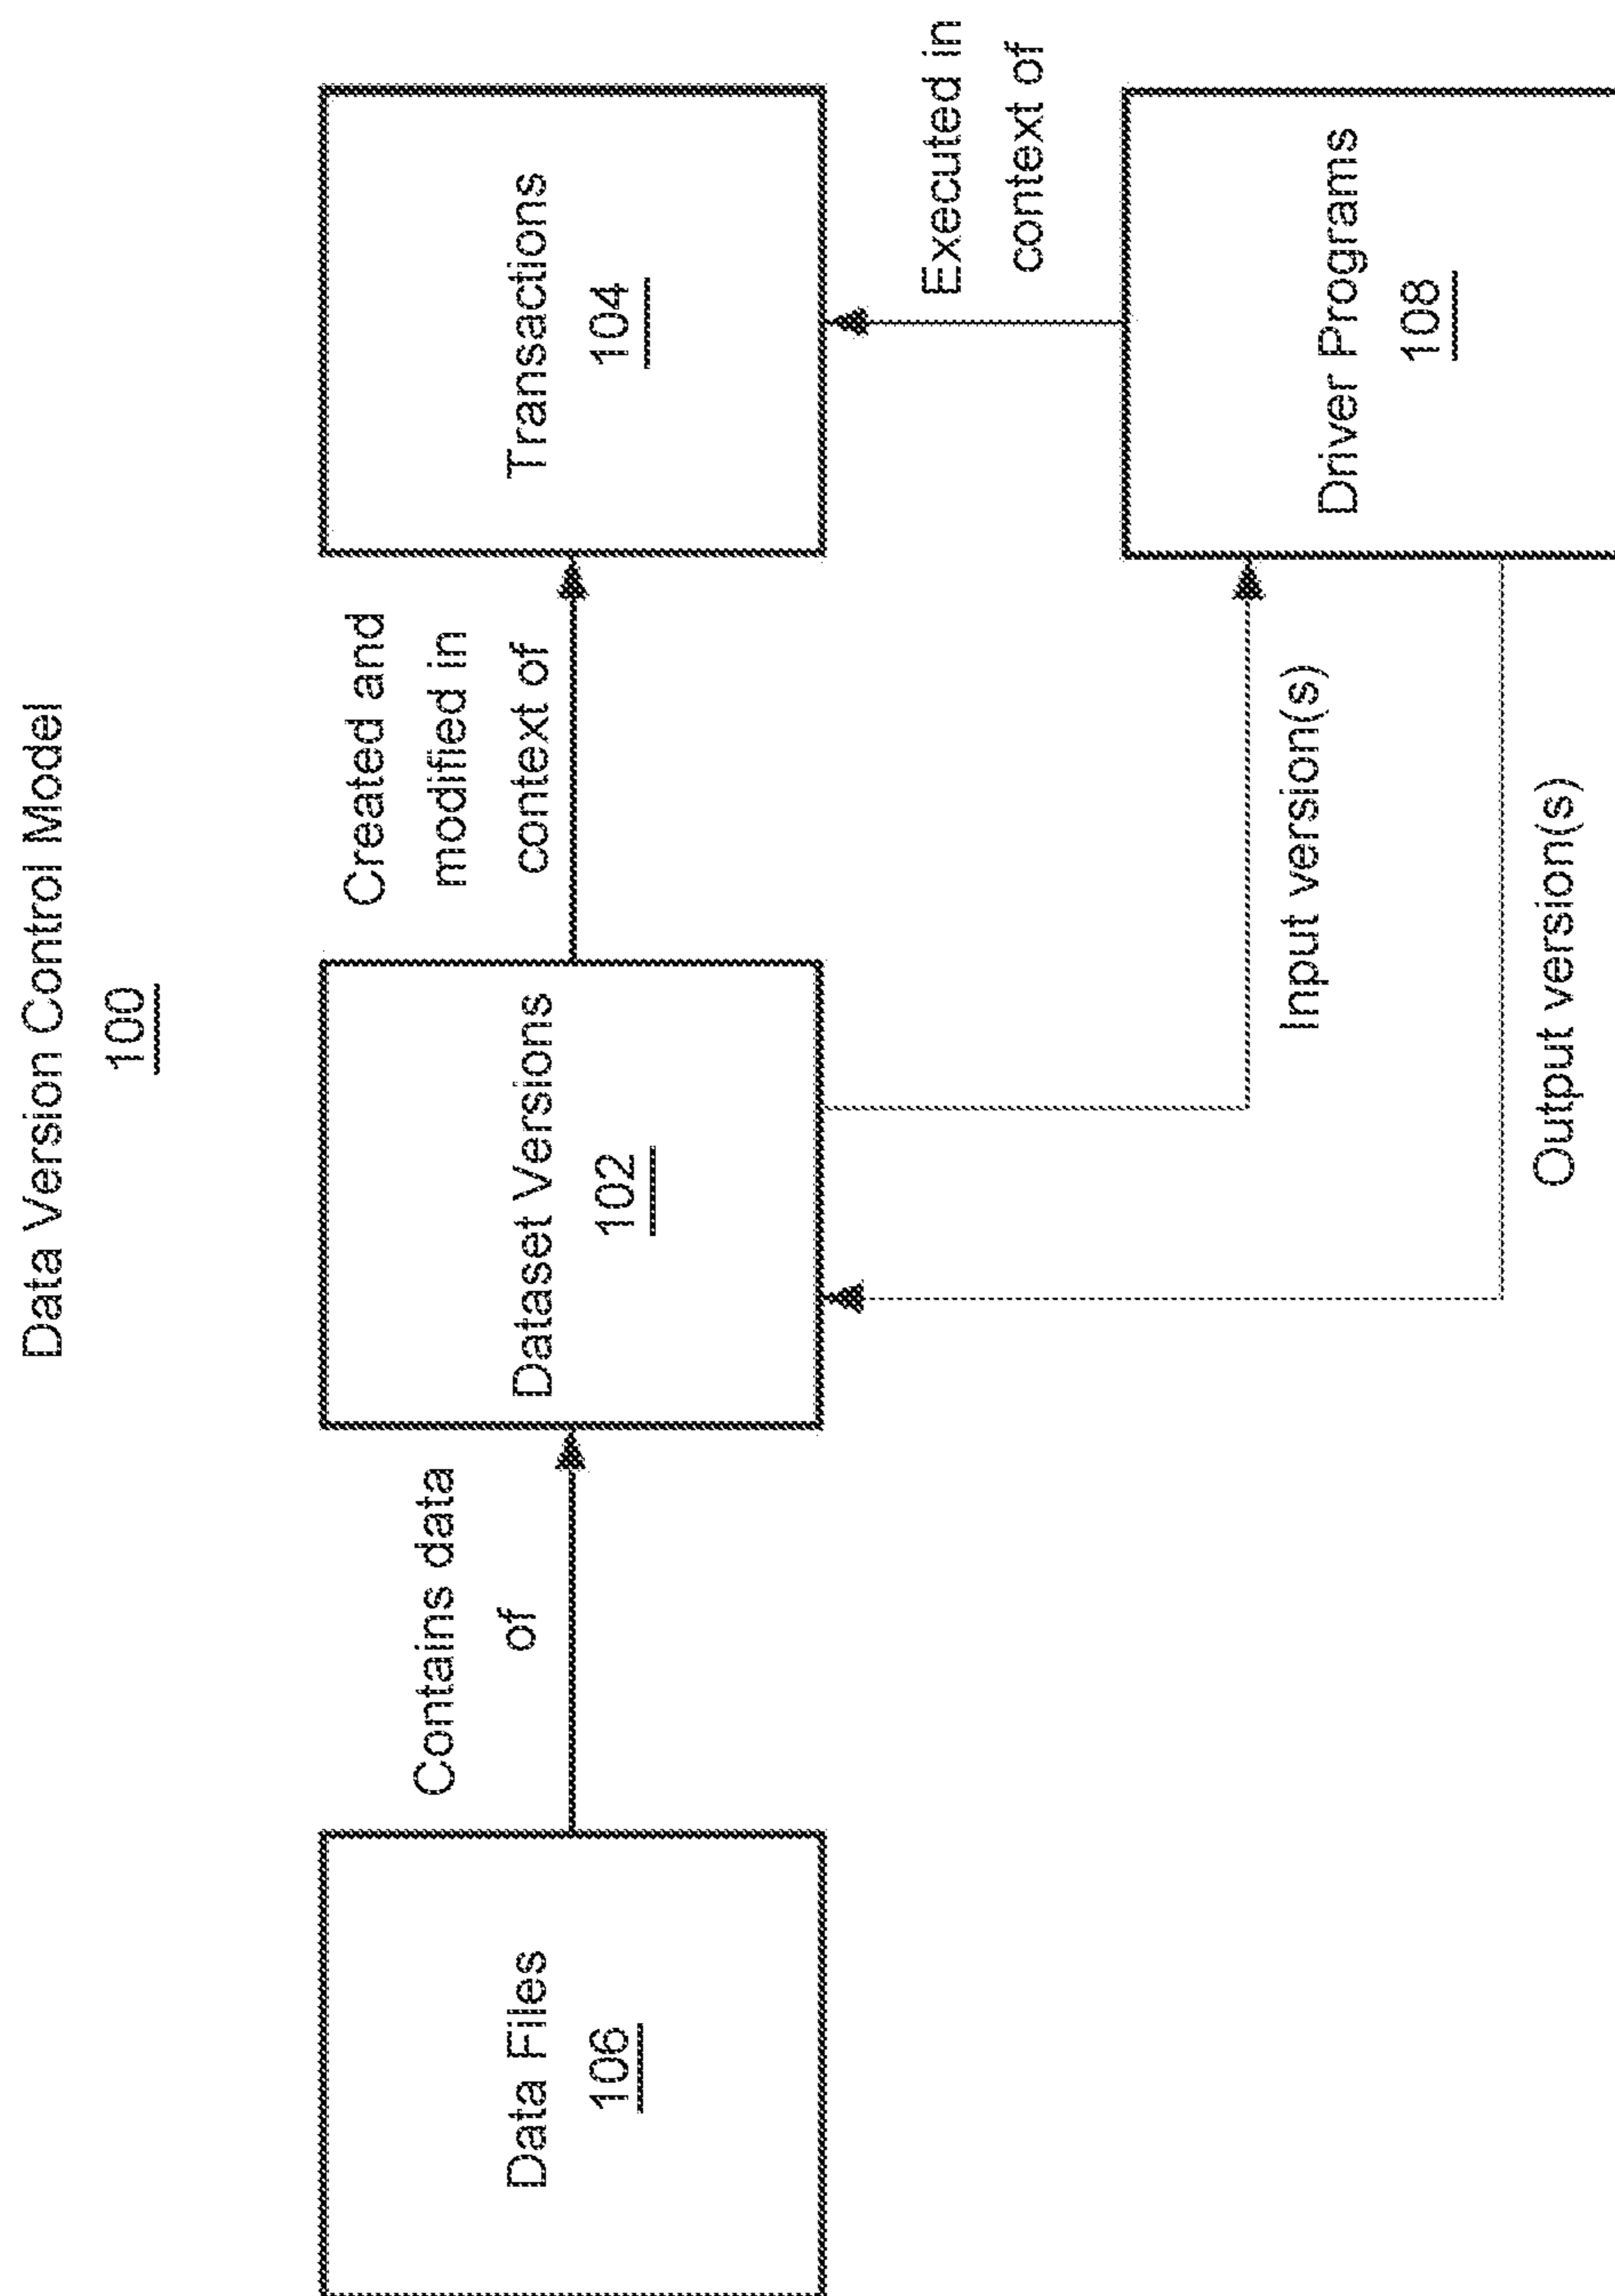 Data Version Control Model
100
Data Files
106
Contains data
of
Dataset Versions
102
Created and
modified in
context of
Transactions
104
Executed in
context of
Input version(s)
Output version(s)
Driver Programs
108